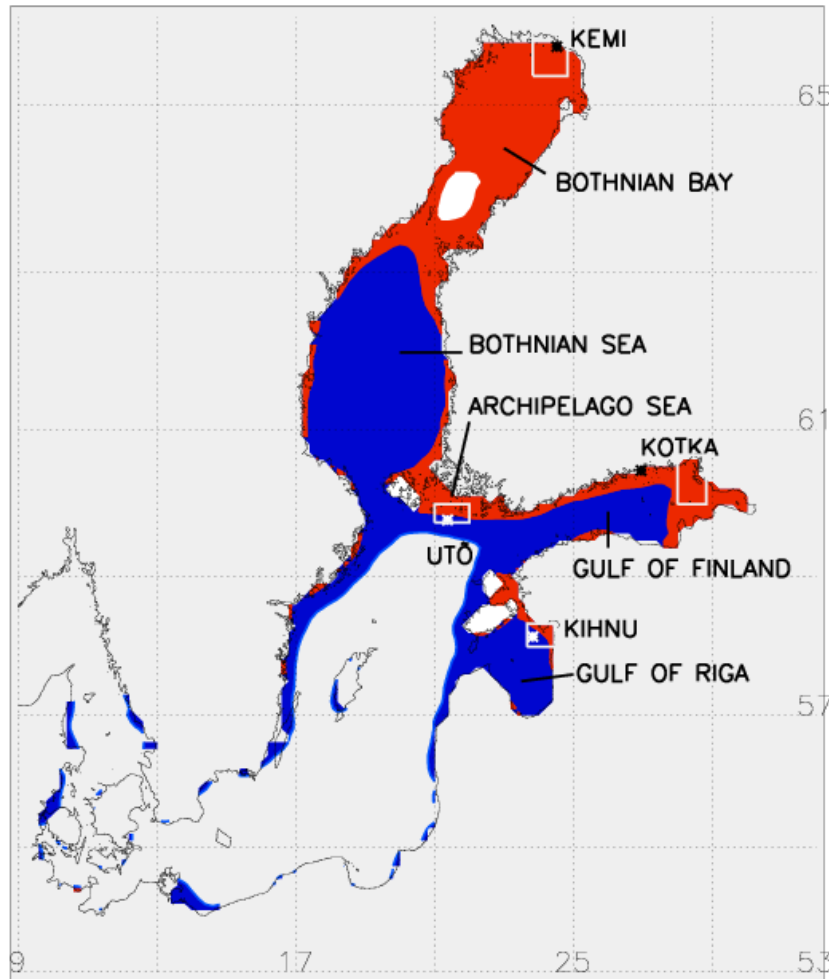 KEMI
65
BOTHNIAN BAY
BOTHNIAN SEA
61
ARCHIPELAGO SEA
KOTKA
UTÖ
GULF OF FINLAND
KIHNU
GULF OF RIGA
57
9
17
25
53